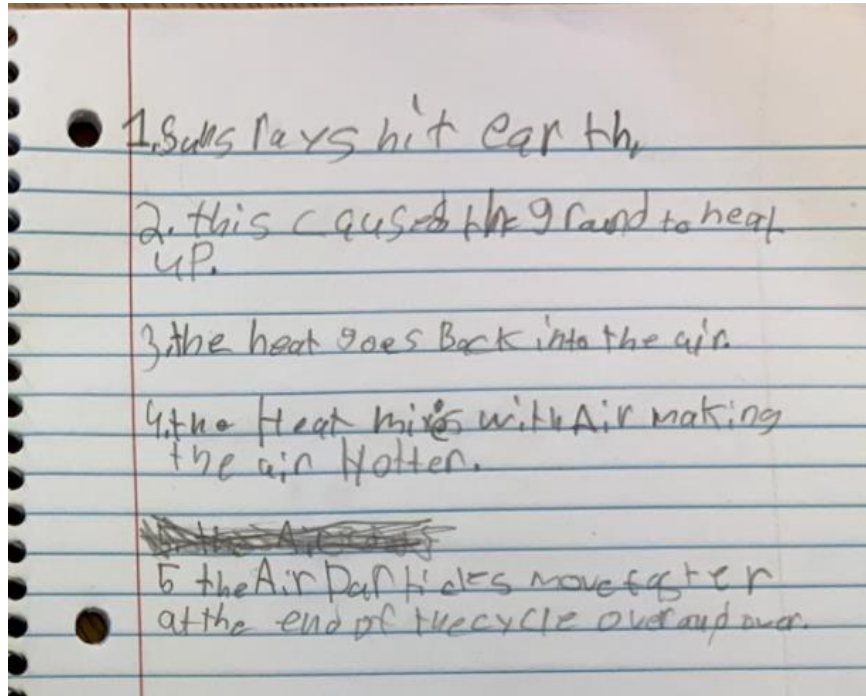 1. Suns rays hit earth,
2. this caused the ground to heat
up.
3. the heat goes Back into the air.
4. the Heat mixes with Air making
the air Hotter.
5 the Air Particles move faster
at the end of the cycle over and over.